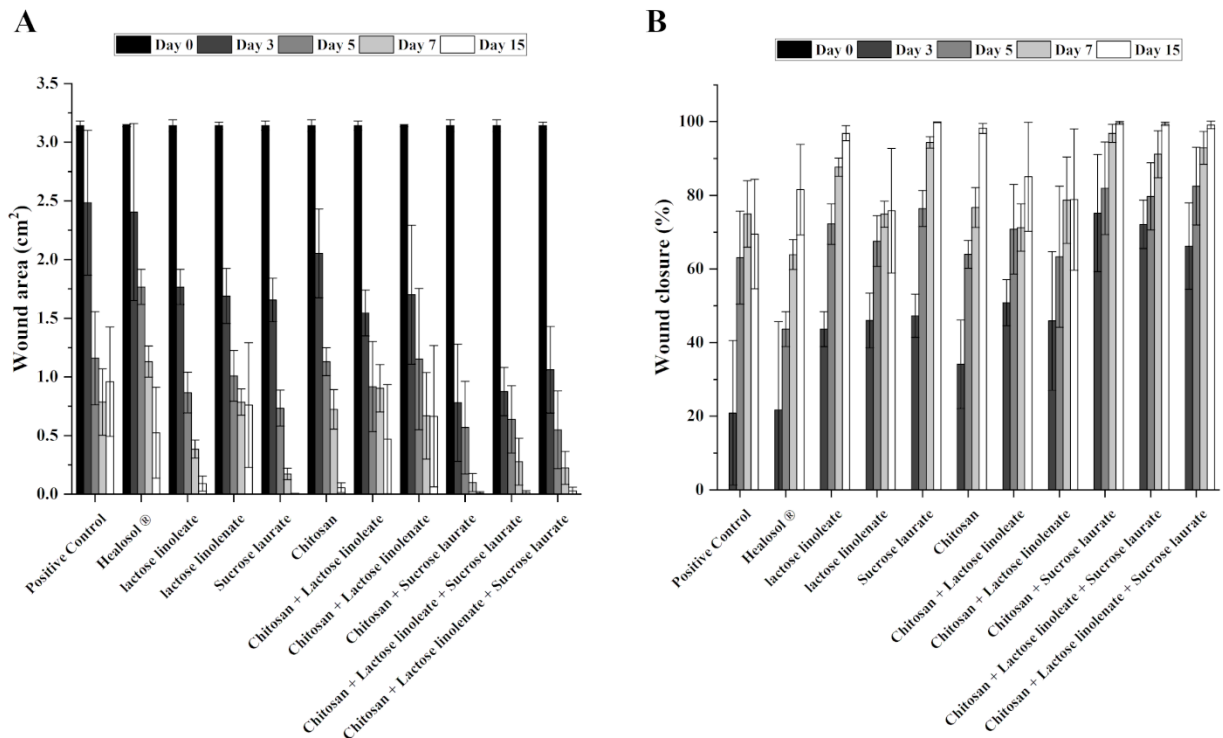 A
Day 0 Day 3 Day 5 Day 7 Day 15
Wound area (cm²)
3.5
3.0
2.5
2.0
1.5
1.0
0.5
0.0
Positive Control
Healosol ®
lactose linoleate
lactose linolenate
Sucrose laurate
Chitosan
Chitosan + Lactose linoleate
Chitosan + Lactose linolenate
Chitosan + Sucrose laurate
Chitosan + Lactose linoleate + Sucrose laurate
Chitosan + Lactose linolenate + Sucrose laurate
B
Day 0 Day 3 Day 5 Day 7 Day 15
Wound closure (%)
100
80
60
40
20
0
Positive Control
Healosol ®
lactose linoleate
lactose linolenate
Sucrose laurate
Chitosan
Chitosan + Lactose linoleate
Chitosan + Lactose linolenate
Chitosan + Sucrose laurate
Chitosan + Lactose linoleate + Sucrose laurate
Chitosan + Lactose linolenate + Sucrose laurate